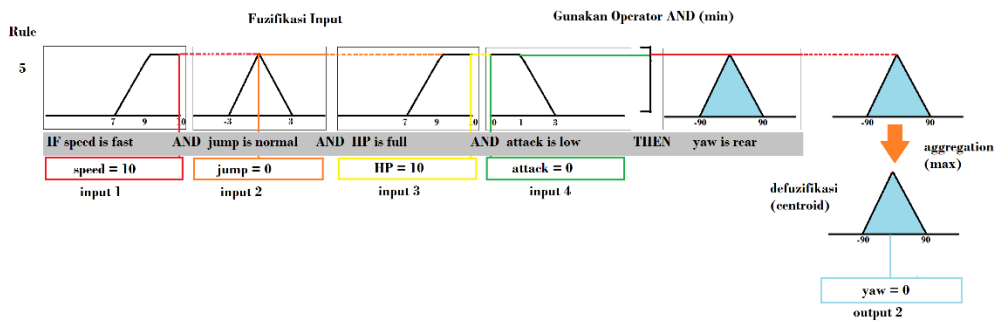 Fuzifikasi Input
Gunakan Operator AND (min)
Rule
5
7 9 10
-3 3
7 9 10
0 1 3
-90 90
-90 90
IF speed is fast AND jump is normal AND HP is full AND attack is low THEN yaw is rear
speed = 10
jump = 0
HP = 10
attack = 0
input 1
input 2
input 3
input 4
aggregation
(max)
defuzifikasi
(centroid)
-90 90
yaw = 0
output 2